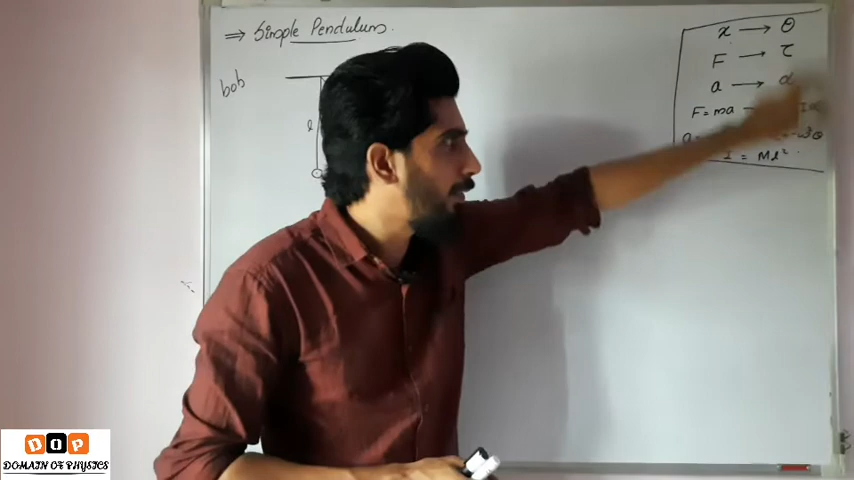 ⇒ Simple Pendulum.
bob
l
x → θ
F → τ
a → α
F = ma →
I = Ml²
DOP
DOMAIN OF PHYSICS